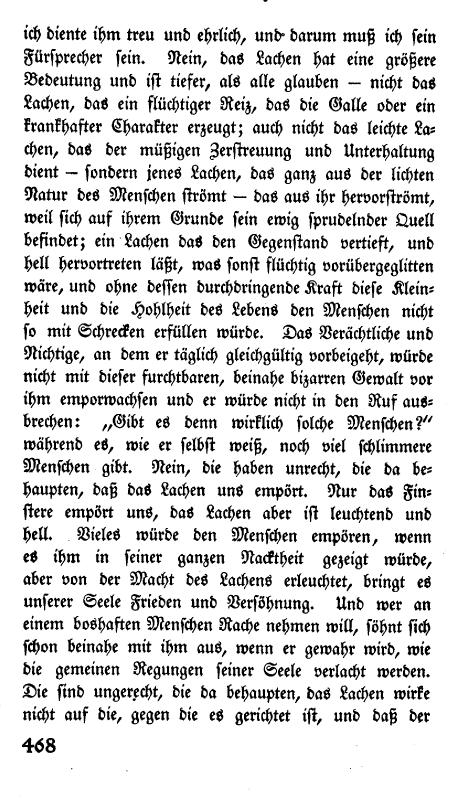 ich diente ihm treu und ehrlich, und darum muß ich sein
Fürsprecher sein. Nein, das Lachen hat eine größere
Bedeutung und ist tiefer, als alle glauben — nicht das
Lachen, das ein flüchtiger Reiz, das die Galle oder ein
krankhafter Charakter erzeugt; auch nicht das leichte La-
chen, das der müßigen Zerstreuung und Unterhaltung
dient — sondern jenes Lachen, das ganz aus der lichten
Natur des Menschen strömt — das aus ihr hervorströmt,
weil sich auf ihrem Grunde sein ewig sprudelnder Quell
befindet; ein Lachen das den Gegenstand vertieft, und
hell hervortreten läßt, was sonst flüchtig vorübergeglitten
wäre, und ohne dessen durchdringende Kraft diese Klein-
heit und die Hohlheit des Lebens den Menschen nicht
so mit Schrecken erfüllen würde. Das Verächtliche und
Nichtige, an dem er täglich gleichgültig vorbeigeht, würde
nicht mit dieser furchtbaren, beinahe bizarren Gewalt vor
ihm emporwachsen und er würde nicht in den Ruf aus-
brechen: „Gibt es denn wirklich solche Menschen?“
während es, wie er selbst weiß, noch viel schlimmere
Menschen gibt. Nein, die haben unrecht, die da be-
haupten, daß das Lachen uns empört. Nur das Fin-
stere empört uns, das Lachen aber ist leuchtend und
hell. Vieles würde den Menschen empören, wenn
es ihm in seiner ganzen Nacktheit gezeigt würde,
aber von der Macht des Lachens erleuchtet, bringt es
unserer Seele Frieden und Versöhnung. Und wer an
einem boshaften Menschen Rache nehmen will, söhnt sich
schon beinahe mit ihm aus, wenn er gewahr wird, wie
die gemeinen Regungen seiner Seele verlacht werden.
Die sind ungerecht, die da behaupten, das Lachen wirke
nicht auf die, gegen die es gerichtet ist, und daß der
468